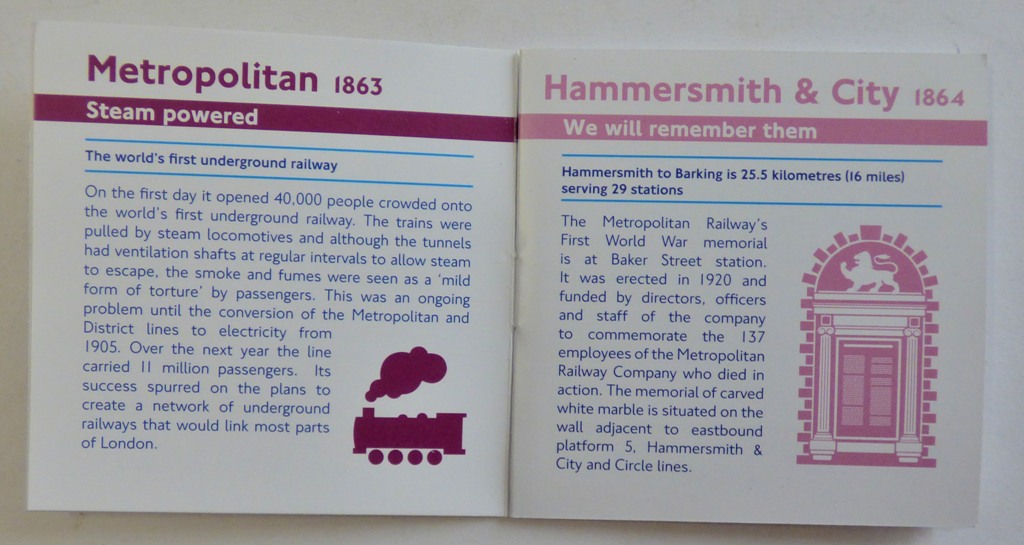 Metropolitan 1863
Steam powered
The world's first underground railway
On the first day it opened 40,000 people crowded onto
the world's first underground railway. The trains were
pulled by steam locomotives and although the tunnels
had ventilation shafts at regular intervals to allow steam
to escape, the smoke and fumes were seen as a 'mild
form of torture' by passengers. This was an ongoing
problem until the conversion of the Metropolitan and
District lines to electricity from
1905. Over the next year the line
carried 11 million passengers. Its
success spurred on the plans to
create a network of underground
railways that would link most parts
of London.
Hammersmith & City 1864
We will remember them
Hammersmith to Barking is 25.5 kilometres (16 miles)
serving 29 stations
The Metropolitan Railway's
First World War memorial
is at Baker Street station.
It was erected in 1920 and
funded by directors, officers
and staff of the company
to commemorate the 137
employees of the Metropolitan
Railway Company who died in
action. The memorial of carved
white marble is situated on the
wall adjacent to eastbound
platform 5, Hammersmith &
City and Circle lines.